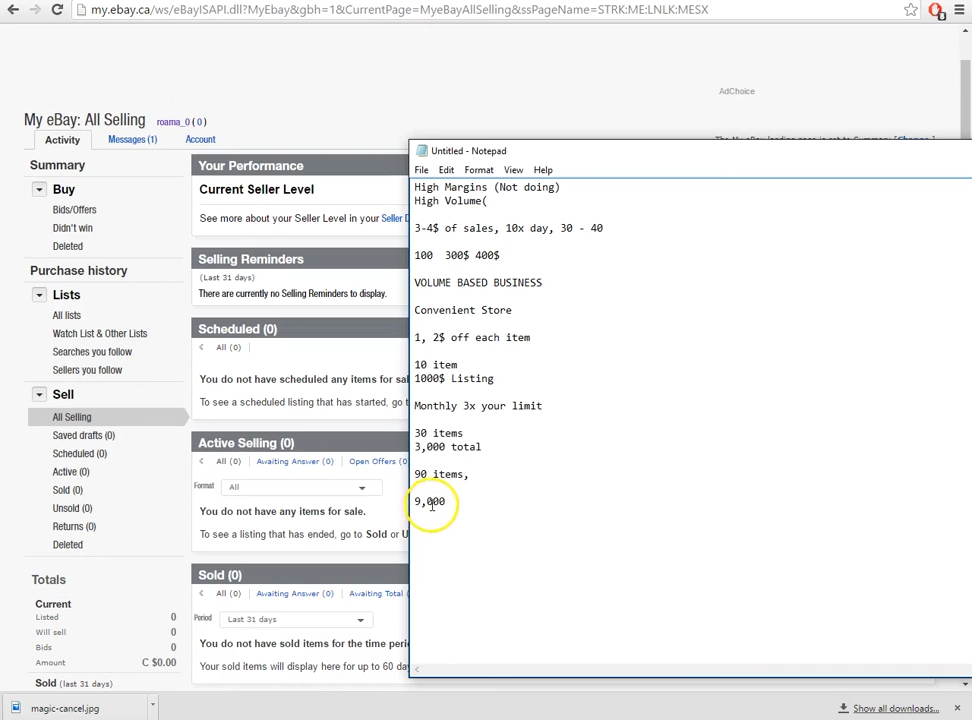 my.ebay.ca/ws/eBayISAPI.dll?MyEbay&gbh=1&CurrentPage=MyeBayAllSelling&ssPageName=STRK:ME:LNLK:MESX
AdChoice
My eBay: All Selling roama_0 ( 0 )
Activity Messages (1) Account
Summary
Buy
Bids/Offers
Didn't win
Deleted
Purchase history
Lists
All lists
Watch List & Other Lists
Searches you follow
Sellers you follow
Sell
All Selling
Saved drafts (0)
Scheduled (0)
Active (0)
Sold (0)
Unsold (0)
Returns (0)
Deleted
Totals
Current
Listed 0
Will sell 0
Bids 0
Amount C $0.00
Sold (last 31 days)
Your Performance
Current Seller Level
See more about your Seller Level in your Seller
Selling Reminders
(Last 31 days)
There are currently no Selling Reminders to display.
Scheduled (0)
All (0)
You do not have scheduled any items for
To see a scheduled listing that has started, go
Active Selling (0)
All (0) Awaiting Answer (0) Open Offers (0
Format All
You do not have any items for sale.
To see a listing that has ended, go to Sold or
Sold (0)
All (0) Awaiting Answer (0) Awaiting Total
Period Last 31 days
You do not have sold items for the time
Your sold items will display here for up to 60
Untitled - Notepad
File Edit Format View Help
High Margins (Not doing)
High Volume(
3-4$ of sales, 10x day, 30 - 40
100 300$ 400$
VOLUME BASED BUSINESS
Convenient Store
1, 2$ off each item
10 item
1000$ Listing
Monthly 3x your limit
30 items
3,000 total
90 items,
9,000
magic-cancel.jpg
Show all downloads...